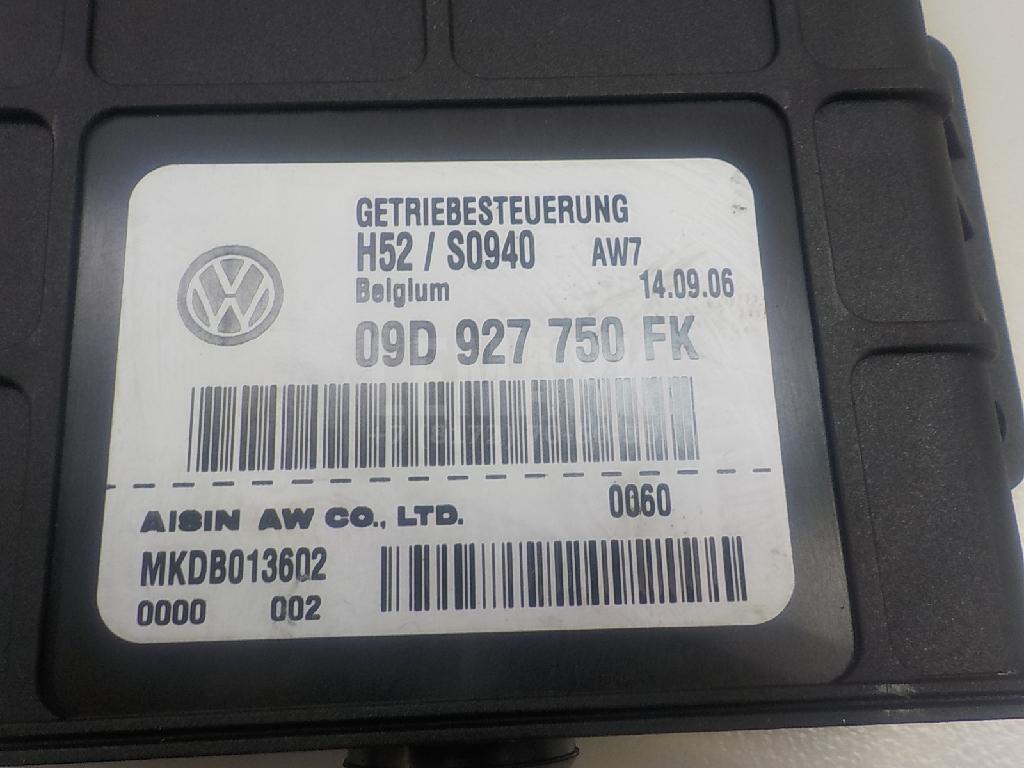 GETRIEBESTEUERUNG
H52 / S0940 AW7
Belgium 14.09.06
09D 927 750 FK
0060
AISIN AW CO., LTD.
MKDB013602
0000 002